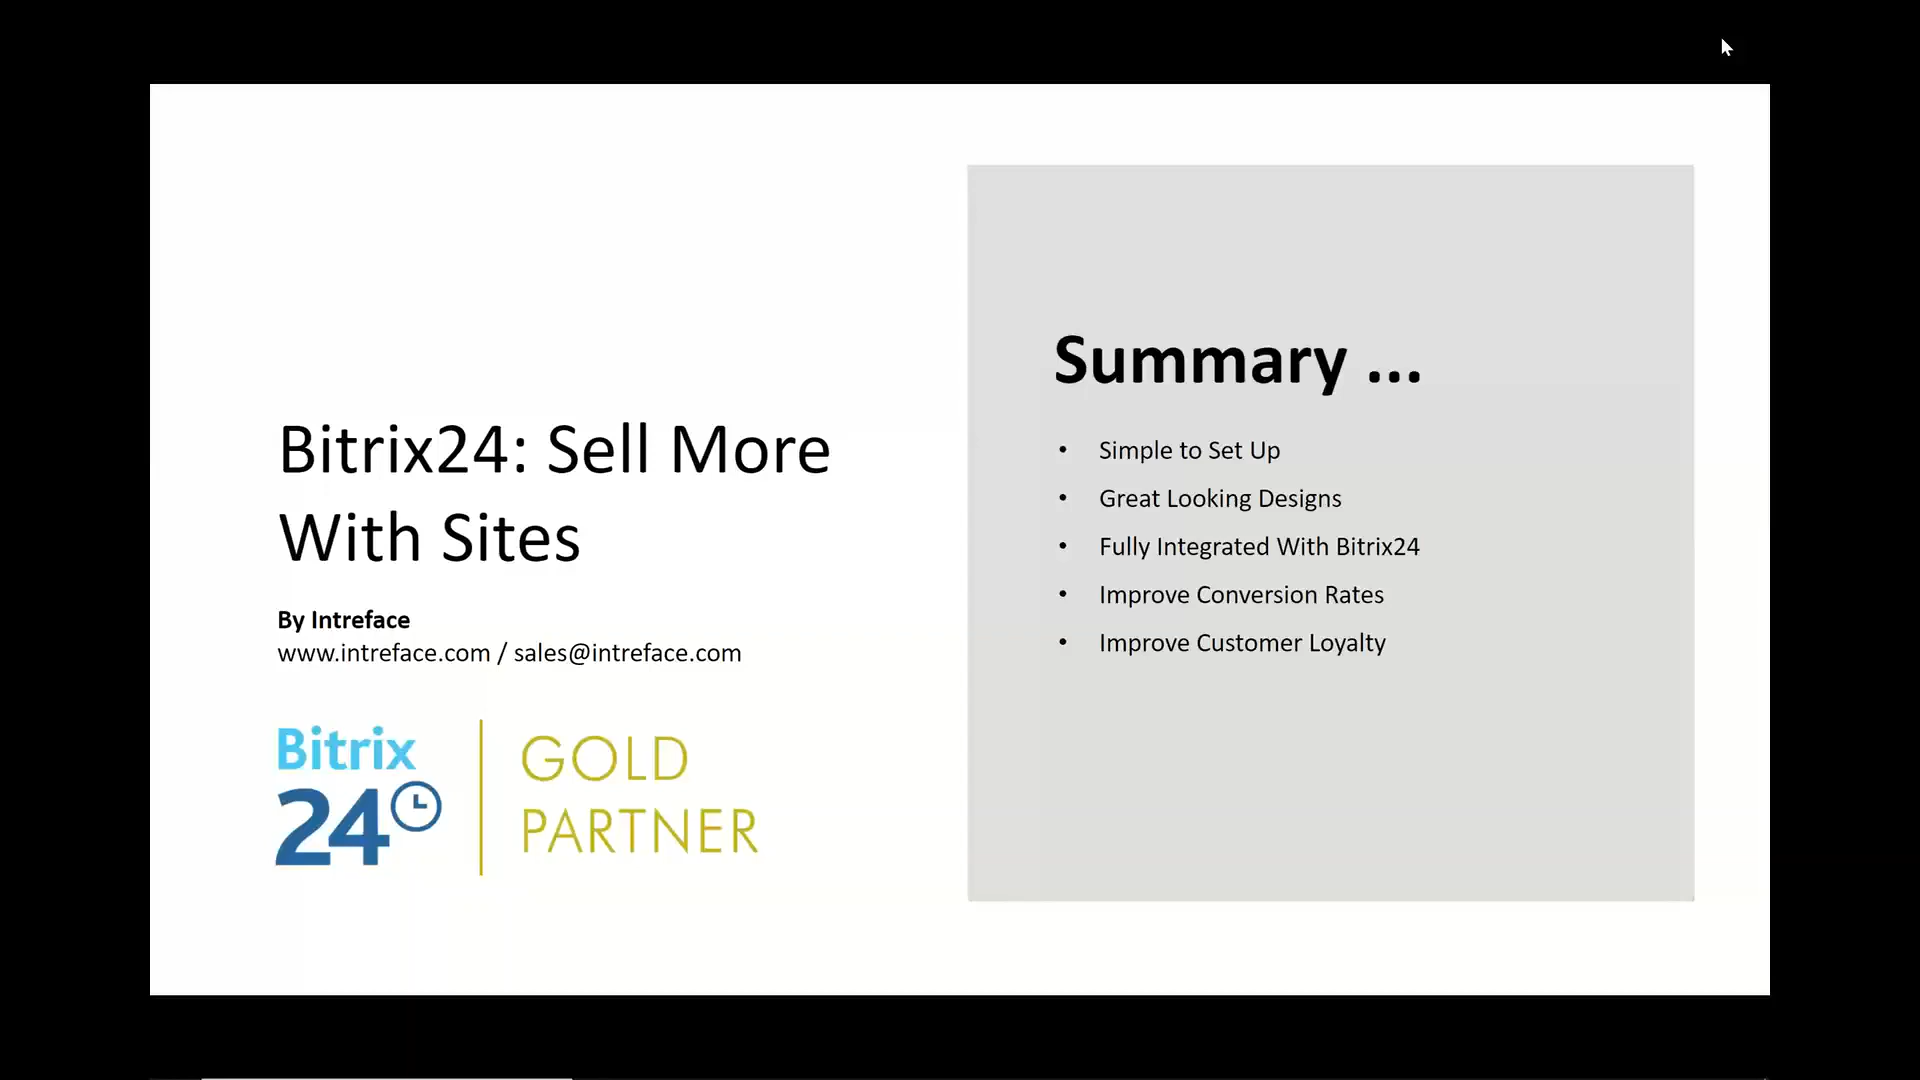 Bitrix24: Sell More
With Sites
By Intreface
www.intreface.com / sales@intreface.com
Bitrix
24
GOLD
PARTNER
Summary ...
• Simple to Set Up
• Great Looking Designs
• Fully Integrated With Bitrix24
• Improve Conversion Rates
• Improve Customer Loyalty